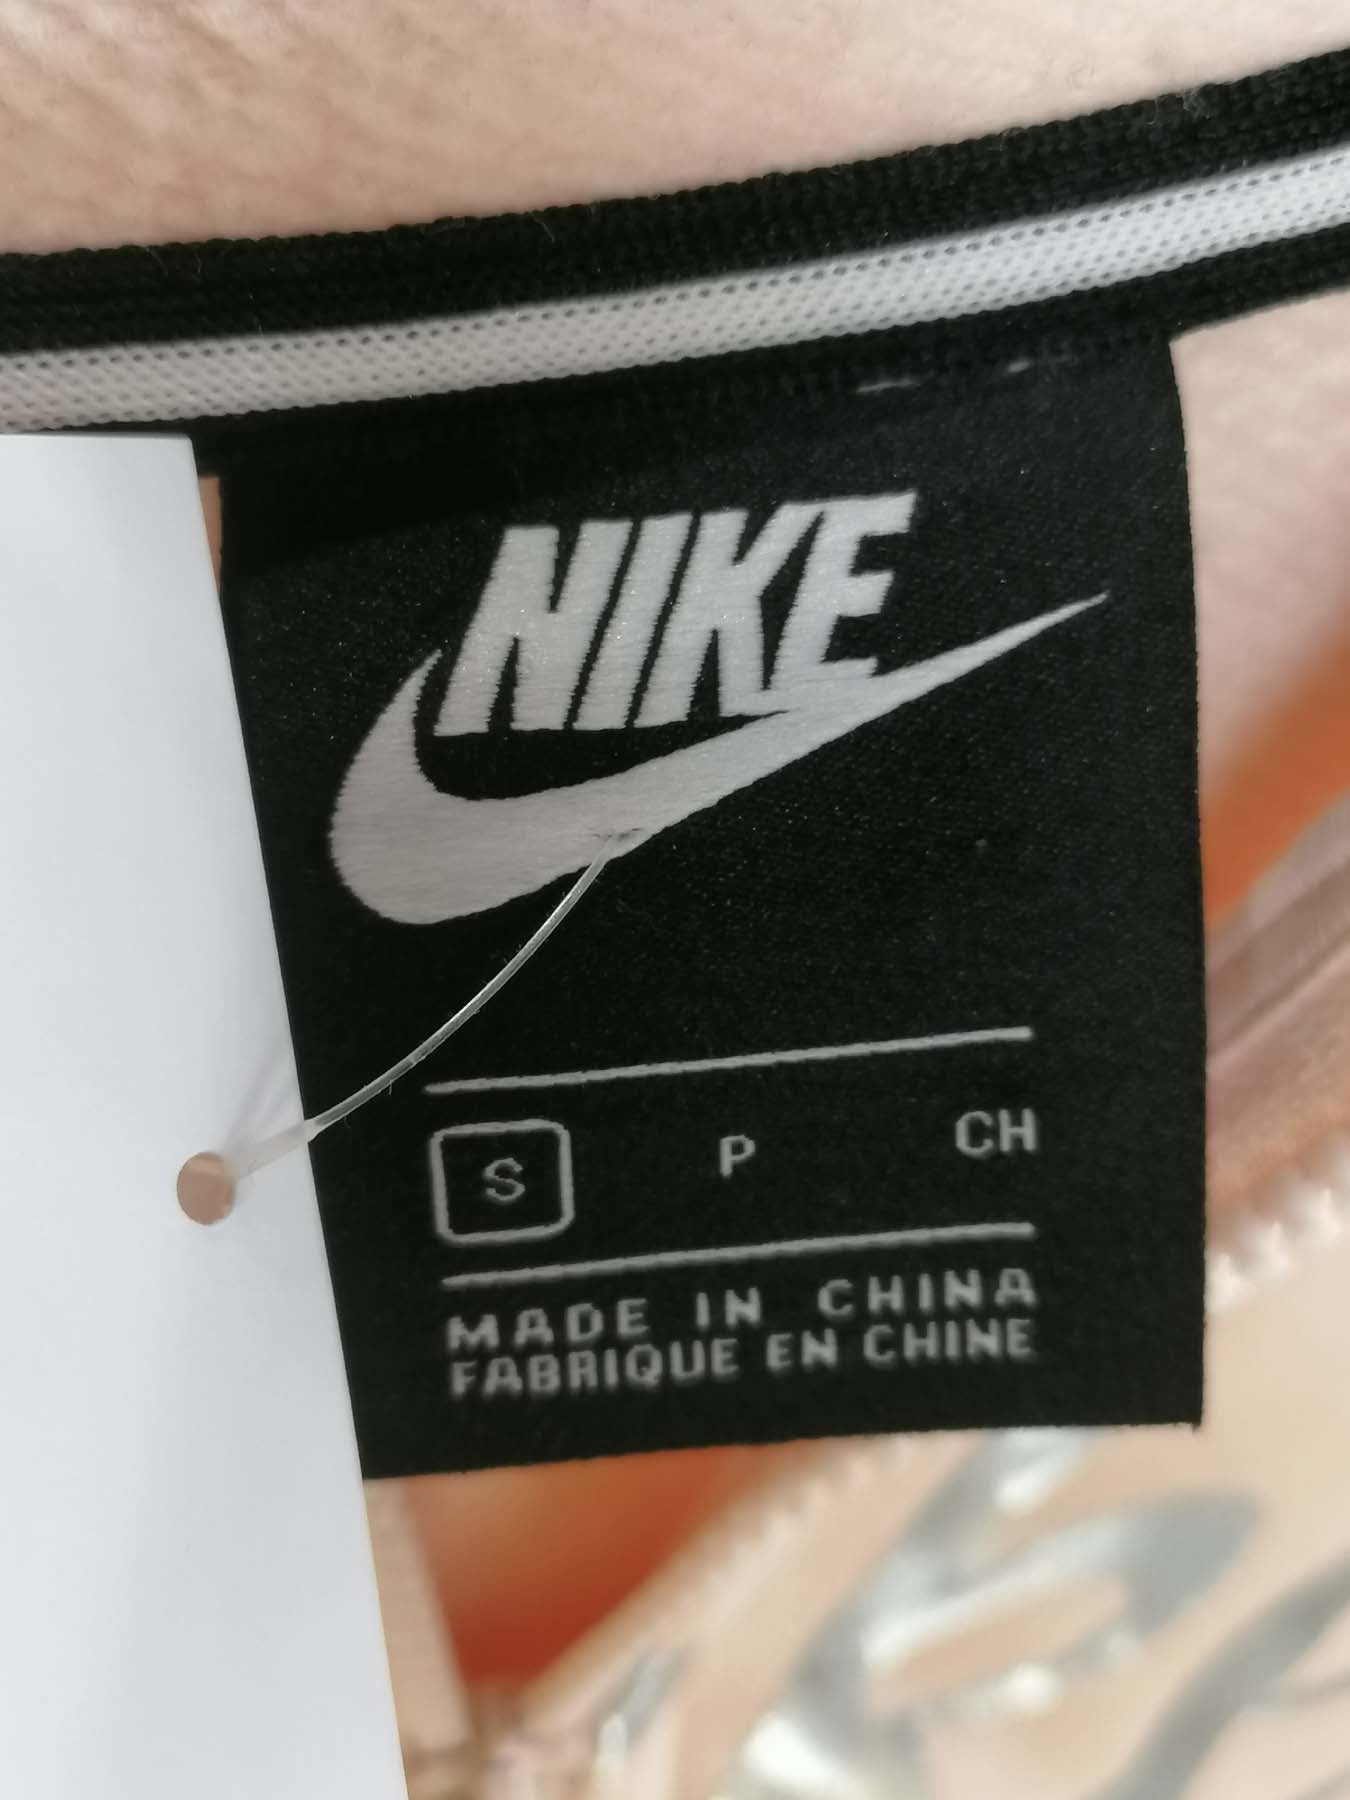 NIKE
S P CH
MADE IN CHINA
FABRIQUE EN CHINE